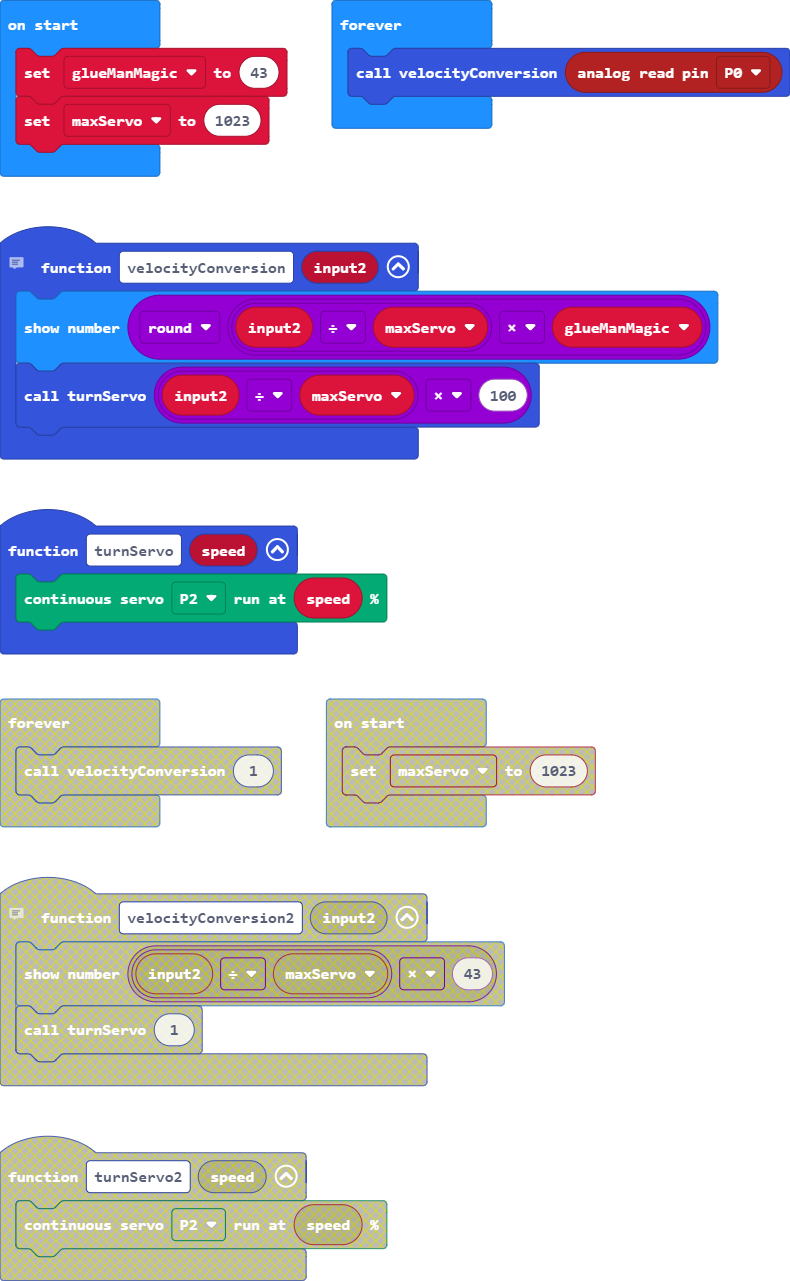 on start
set glueManMagic to 43
set maxServo to 1023
forever
call velocityConversion analog read pin P0
function velocityConversion input2
show number round input2 ÷ maxServo × glueManMagic
call turnServo input2 ÷ maxServo × 100
function turnServo speed
continuous servo P2 run at speed %
forever
call velocityConversion 1
on start
set maxServo to 1023
function velocityConversion2 input2
show number input2 ÷ maxServo × 43
call turnServo 1
function turnServo2 speed
continuous servo P2 run at speed %